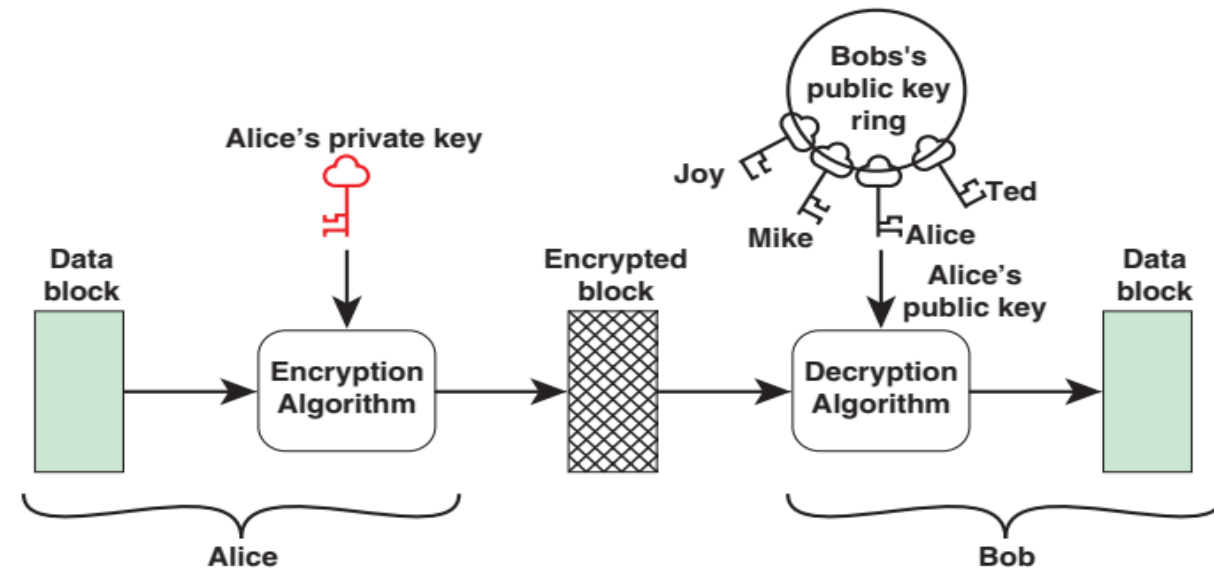 Bobs's
public key
ring
Alice’s private key
Joy
Ted
Mike
Alice
Data
block
Encrypted
block
Alice’s
public key
Data
block
Encryption
Algorithm
Decryption
Algorithm
Alice
Bob